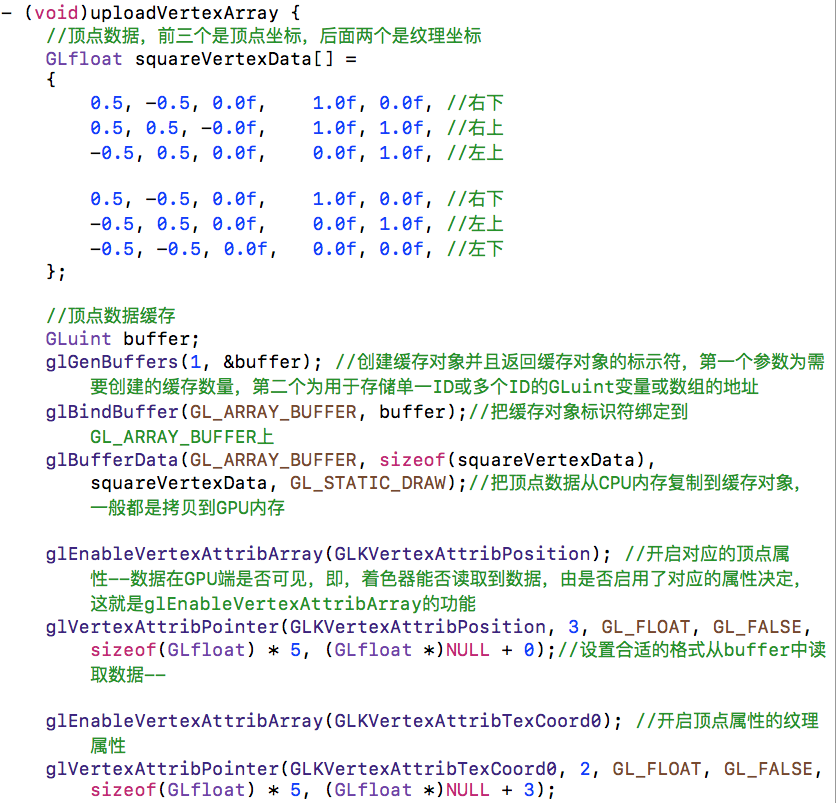 - (void)uploadVertexArray {
//顶点数据，前三个是顶点坐标，后面两个是纹理坐标
GLfloat squareVertexData[] =
{
0.5, -0.5, 0.0f,    1.0f, 0.0f, //右下
0.5, 0.5, -0.0f,    1.0f, 1.0f, //右上
-0.5, 0.5, 0.0f,    0.0f, 1.0f, //左上
0.5, -0.5, 0.0f,    1.0f, 0.0f, //右下
-0.5, 0.5, 0.0f,    0.0f, 1.0f, //左上
-0.5, -0.5, 0.0f,   0.0f, 0.0f, //左下
};
//顶点数据缓存
GLuint buffer;
glGenBuffers(1, &buffer); //创建缓存对象并且返回缓存对象的标示符，第一个参数为需
要创建的缓存数量，第二个为用于存储单一ID或多个ID的GLuint变量或数组的地址
glBindBuffer(GL_ARRAY_BUFFER, buffer);//把缓存对象标识符绑定到
GL_ARRAY_BUFFER上
glBufferData(GL_ARRAY_BUFFER, sizeof(squareVertexData),
squareVertexData, GL_STATIC_DRAW);//把顶点数据从CPU内存复制到缓存对象，
一般都是拷贝到GPU内存
glEnableVertexAttribArray(GLKVertexAttribPosition); //开启对应的顶点属
性--数据在GPU端是否可见，即，着色器能否读取到数据，由是否启用了对应的属性决定，
这就是glEnableVertexAttribArray的功能
glVertexAttribPointer(GLKVertexAttribPosition, 3, GL_FLOAT, GL_FALSE,
sizeof(GLfloat) * 5, (GLfloat *)NULL + 0);//设置合适的格式从buffer中读
取数据--
glEnableVertexAttribArray(GLKVertexAttribTexCoord0); //开启顶点属性的纹理
属性
glVertexAttribPointer(GLKVertexAttribTexCoord0, 2, GL_FLOAT, GL_FALSE,
sizeof(GLfloat) * 5, (GLfloat *)NULL + 3);